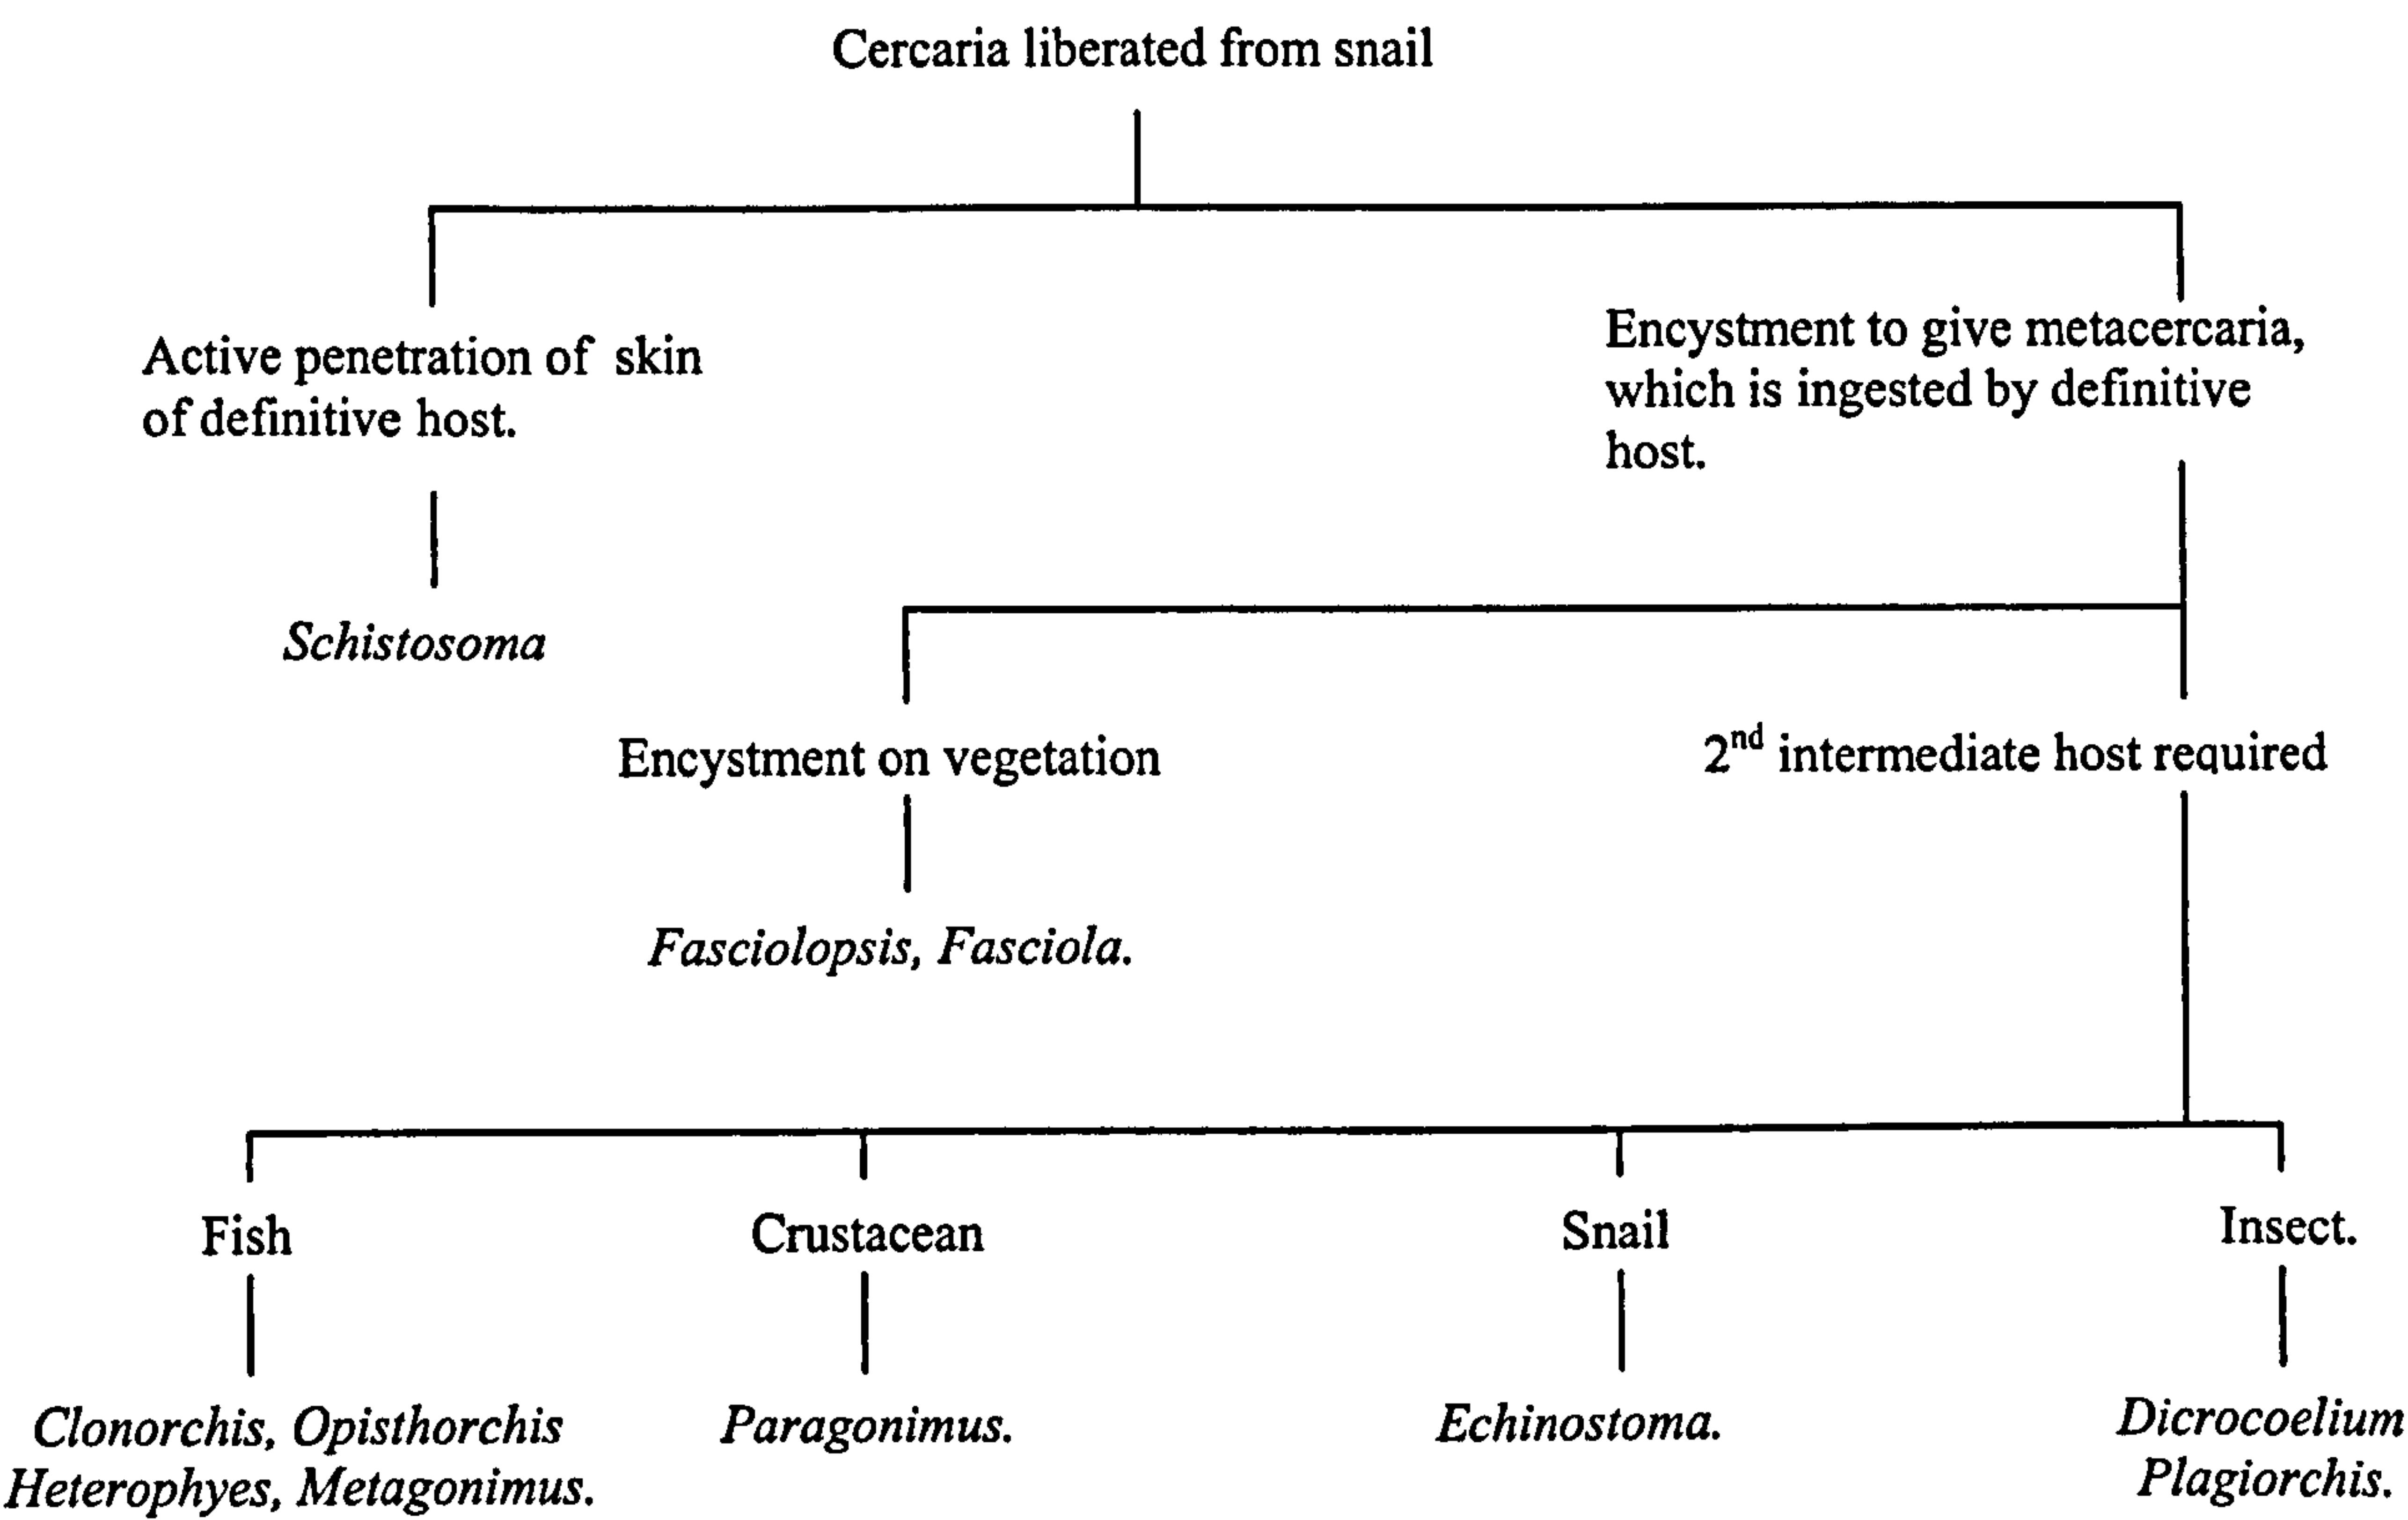 Cercaria liberated from snail
Active penetration of skin
of definitive host.
Encystment to give metacercaria,
which is ingested by definitive
host.
Schistosoma
Encystment on vegetation
2nd intermediate host required
Fasciolopsis, Fasciola.
Fish
Crustacean
Snail
Insect.
Clonorchis, Opisthorchis
Heterophyes, Metagonimus.
Paragonimus.
Echinostoma.
Dicrocoelium
Plagiorchis.